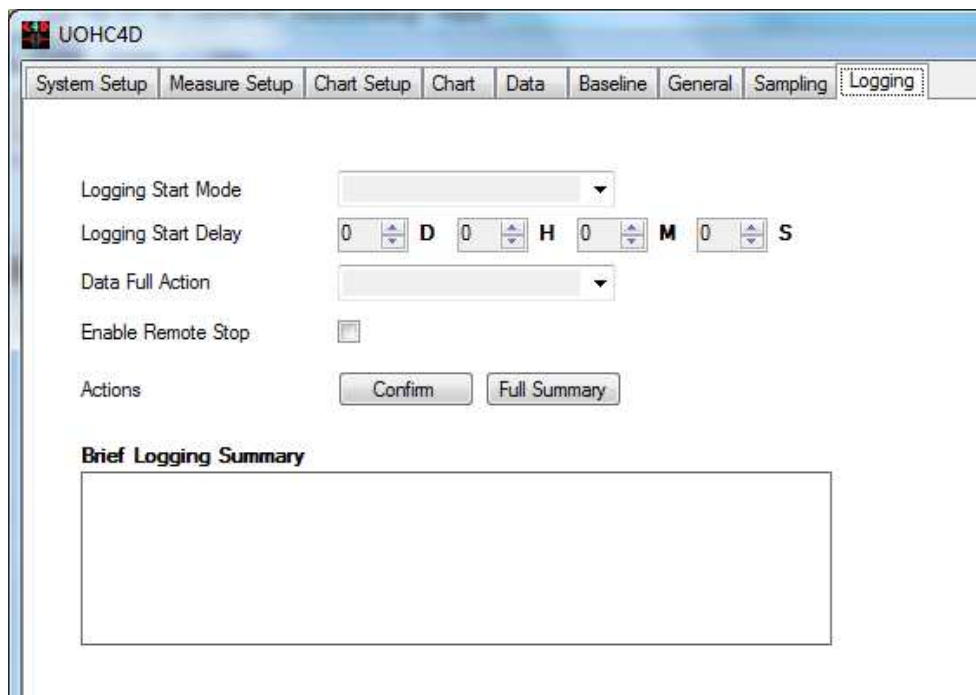 UOHC4D
System Setup Measure Setup Chart Setup Chart Data Baseline General Sampling Logging
Logging Start Mode
Logging Start Delay 0 D 0 H 0 M 0 S
Data Full Action
Enable Remote Stop
Actions Confirm Full Summary
Brief Logging Summary